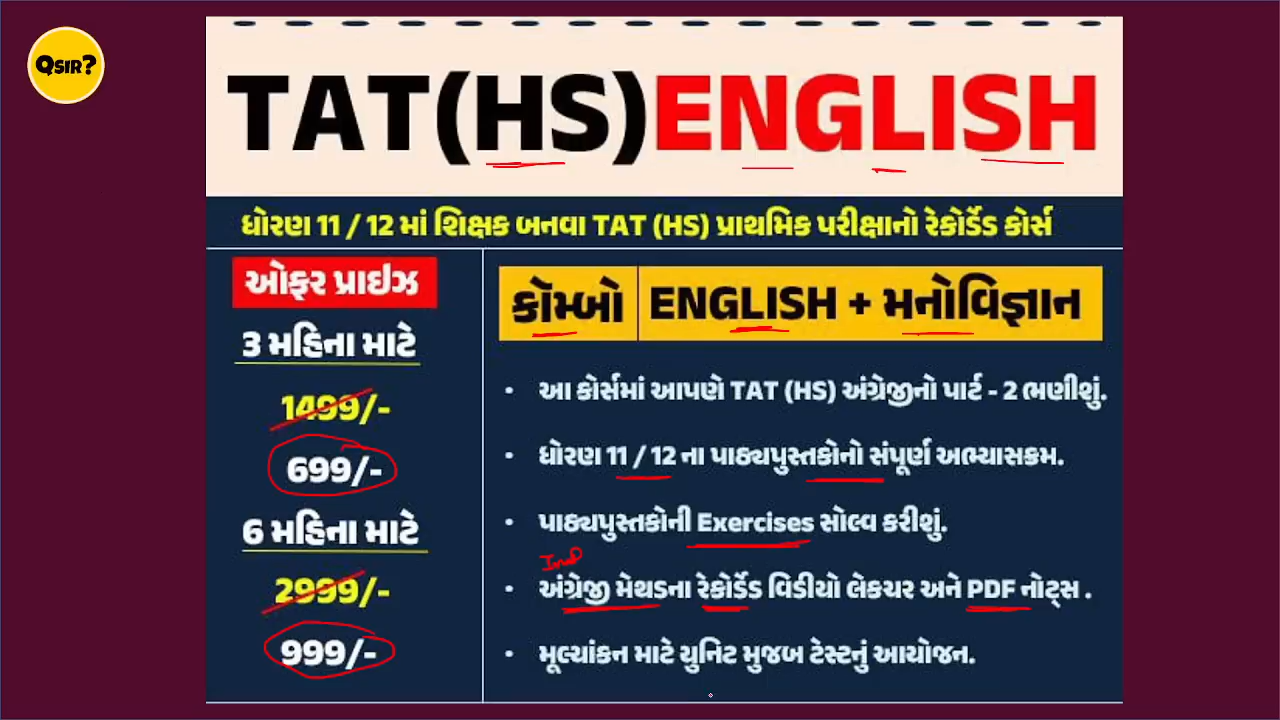 QSIR?
TAT(HS)ENGLISH
ધોરણ 11 / 12 માં શિક્ષક બનવા TAT (HS) પ્રાથમિક પરીક્ષાનો રેકોર્ડેડ કોર્સ
ઓફર પ્રાઇઝ
3 મહિના માટે
1499/-
699/-
6 મહિના માટે
2999/-
999/-
કૉમ્બો ENGLISH + મનોવિજ્ઞાન
• આ કોર્સમાં આપણે TAT (HS) અંગ્રેજીનો પાર્ટ - 2 ભણીશું.
• ધોરણ 11 / 12 ના પાઠ્યપુસ્તકોનો સંપૂર્ણ અભ્યાસક્રમ.
• પાઠ્યપુસ્તકોની Exercises સોલ્વ કરીશું.
Imp
• અંગ્રેજી મેથડના રેકોર્ડેડ વિડીયો લેકચર અને PDF નોટ્સ .
• મૂલ્યાંકન માટે યુનિટ મુજબ ટેસ્ટનું આયોજન.